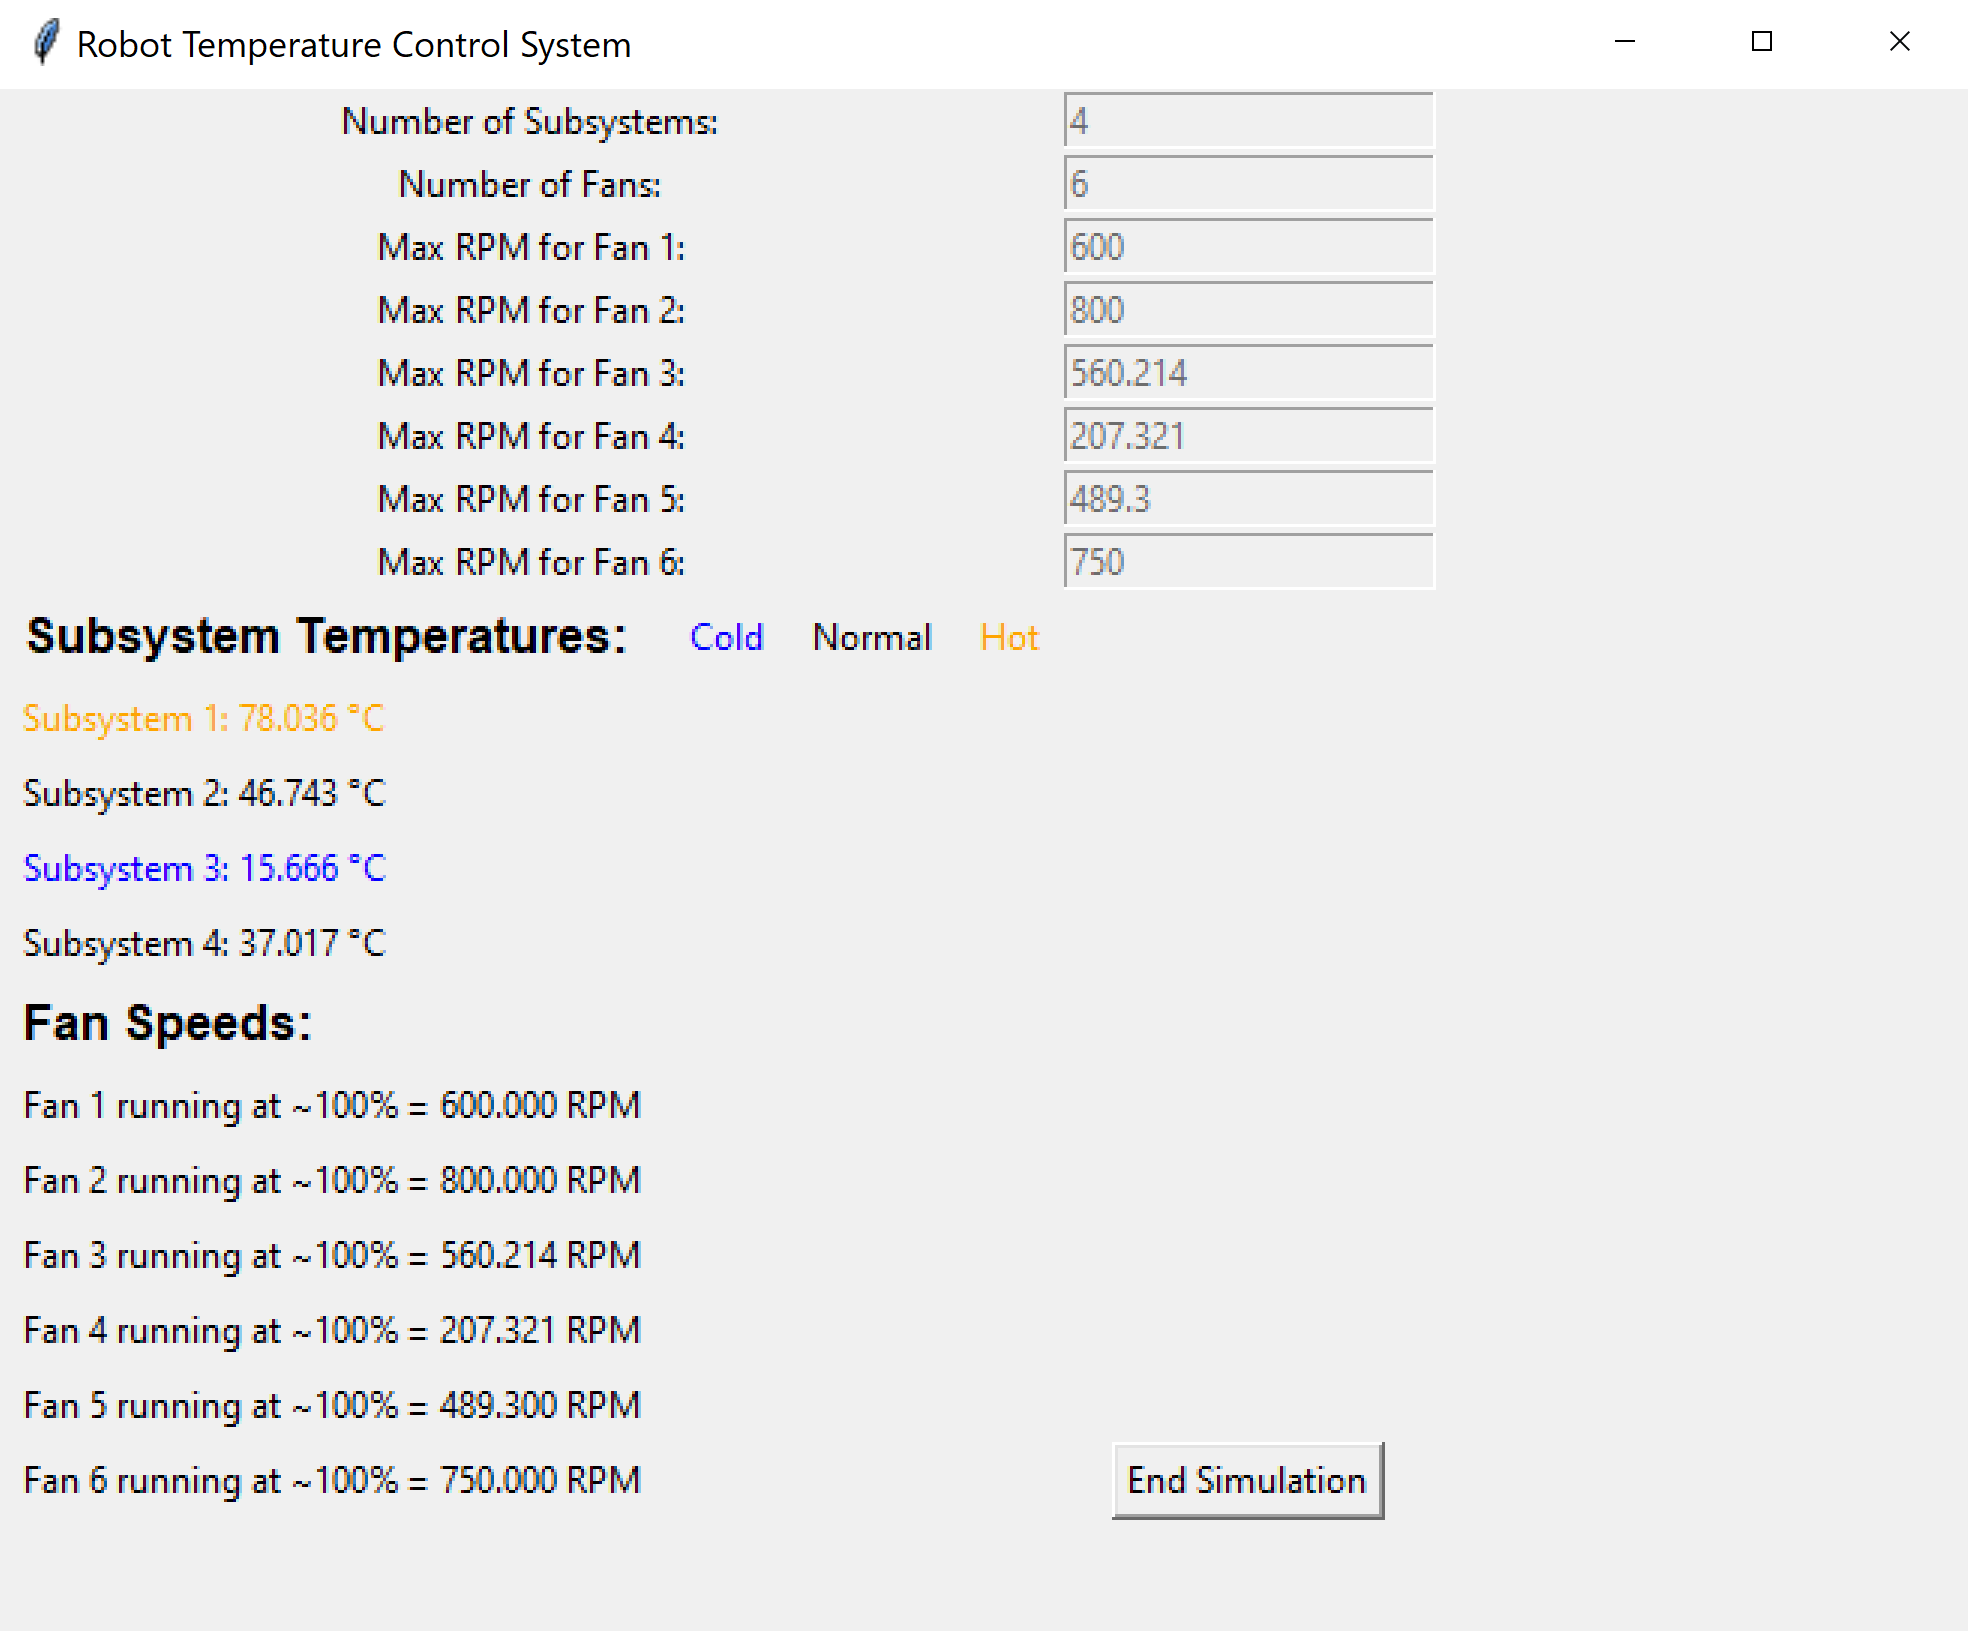 Robot Temperature Control System
Number of Subsystems: 4
Number of Fans: 6
Max RPM for Fan 1: 600
Max RPM for Fan 2: 800
Max RPM for Fan 3: 560.214
Max RPM for Fan 4: 207.321
Max RPM for Fan 5: 489.3
Max RPM for Fan 6: 750
Subsystem Temperatures: Cold Normal Hot
Subsystem 1: 78.036 °C
Subsystem 2: 46.743 °C
Subsystem 3: 15.666 °C
Subsystem 4: 37.017 °C
Fan Speeds:
Fan 1 running at ~100% = 600.000 RPM
Fan 2 running at ~100% = 800.000 RPM
Fan 3 running at ~100% = 560.214 RPM
Fan 4 running at ~100% = 207.321 RPM
Fan 5 running at ~100% = 489.300 RPM
Fan 6 running at ~100% = 750.000 RPM
End Simulation